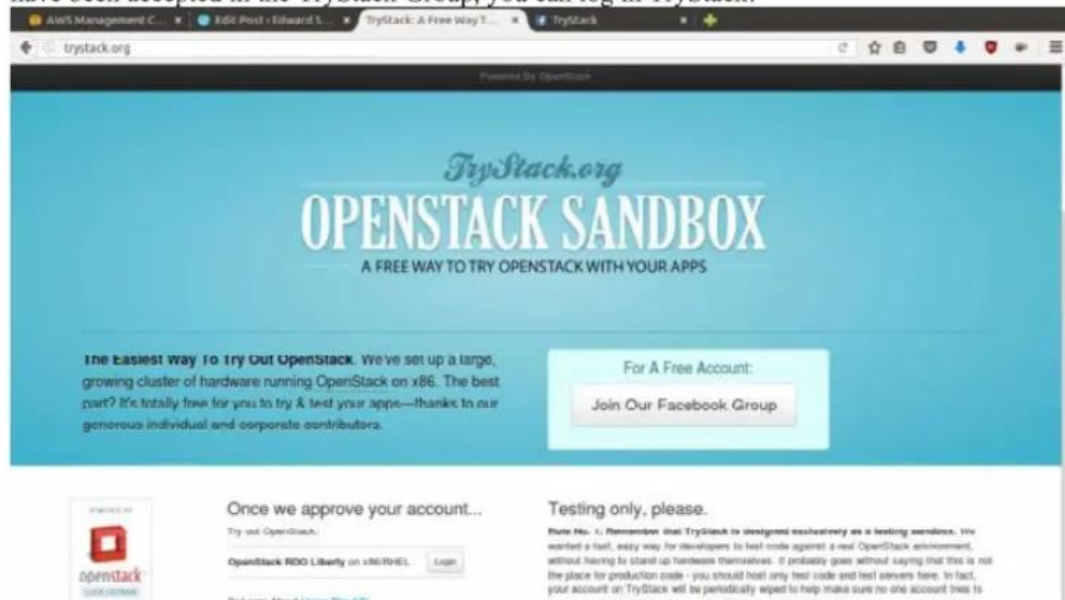 have been accepted in the TryStack Group, you can log in TryStack.
AWS Management C... Edit Post ‹ Edward S... TryStack: A Free Way T... TryStack
trystack.org
Powered By OpenStack
TryStack.org
OPENSTACK SANDBOX
A FREE WAY TO TRY OPENSTACK WITH YOUR APPS
The Easiest Way To Try Out OpenStack. We've set up a large,
growing cluster of hardware running OpenStack on x86. The best
part? It's totally free for you to try & test your apps—thanks to our
generous individual and corporate contributors.
For A Free Account:
Join Our Facebook Group
POWERED BY
openstack
Once we approve your account...
Try out OpenStack.
OpenStack RDO Liberty on x86/RHEL Login
Testing only, please.
Rule No. 1. Remember that TryStack is designed exclusively as a testing sandbox. We
wanted a fast, easy way for developers to test code against a real OpenStack environment,
without having to stand up hardware themselves. It probably goes without saying that this is not
the place for production code - you should host only test code and test servers here. In fact,
your account on TryStack will be periodically wiped to help make sure no one account tries to